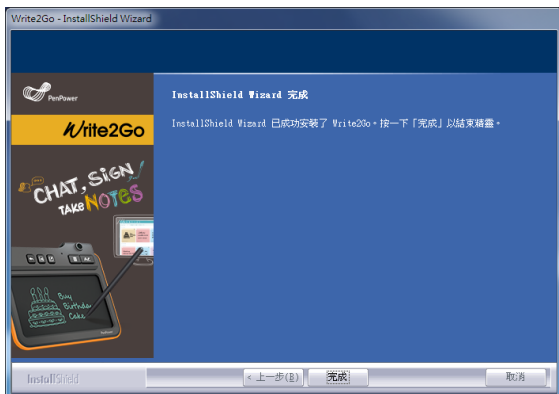 Write2Go - InstallShield Wizard
PenPower
Write2Go
CHAT, SIGN,
TAKE NOTES
Buy
Birthday
Cake
InstallShield Wizard 完成
InstallShield Wizard 已成功安裝了 Write2Go。按一下「完成」以結束精靈。
InstallShield
< 上一步(B)
完成
取消